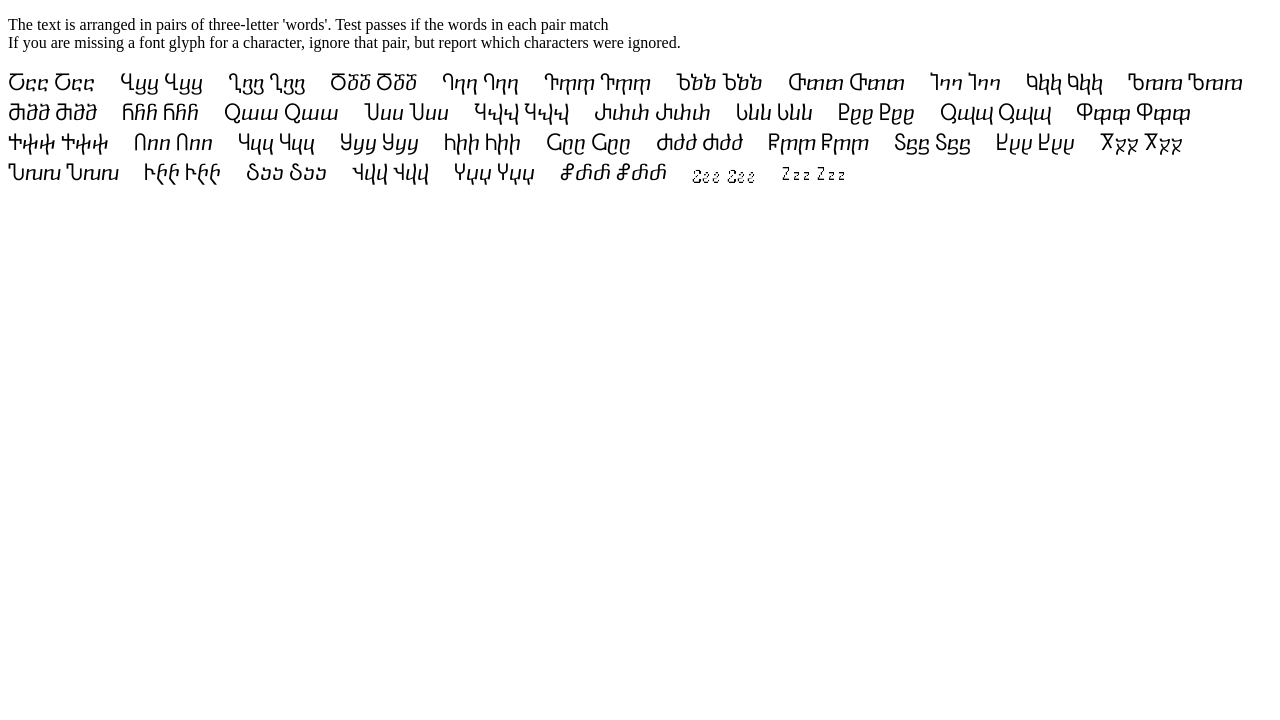 The text is arranged in pairs of three-letter 'words'. Test passes if the words in each pair match
If you are missing a font glyph for a character, ignore that pair, but report which characters were ignored.
Ⴀⴀⴀ Ⴀⴀⴀ Ⴁⴁⴁ Ⴁⴁⴁ Ⴂⴂⴂ Ⴂⴂⴂ Ⴃⴃⴃ Ⴃⴃⴃ Ⴄⴄⴄ Ⴄⴄⴄ Ⴅⴅⴅ Ⴅⴅⴅ Ⴆⴆⴆ Ⴆⴆⴆ Ⴇⴇⴇ Ⴇⴇⴇ Ⴈⴈⴈ Ⴈⴈⴈ Ⴉⴉⴉ Ⴉⴉⴉ Ⴊⴊⴊ Ⴊⴊⴊ
Ⴋⴋⴋ Ⴋⴋⴋ Ⴌⴌⴌ Ⴌⴌⴌ Ⴍⴍⴍ Ⴍⴍⴍ Ⴎⴎⴎ Ⴎⴎⴎ Ⴏⴏⴏ Ⴏⴏⴏ Ⴐⴐⴐ Ⴐⴐⴐ Ⴑⴑⴑ Ⴑⴑⴑ Ⴒⴒⴒ Ⴒⴒⴒ Ⴓⴓⴓ Ⴓⴓⴓ Ⴔⴔⴔ Ⴔⴔⴔ
Ⴕⴕⴕ Ⴕⴕⴕ Ⴖⴖⴖ Ⴖⴖⴖ Ⴗⴗⴗ Ⴗⴗⴗ Ⴘⴘⴘ Ⴘⴘⴘ Ⴙⴙⴙ Ⴙⴙⴙ Ⴚⴚⴚ Ⴚⴚⴚ Ⴛⴛⴛ Ⴛⴛⴛ Ⴜⴜⴜ Ⴜⴜⴜ Ⴝⴝⴝ Ⴝⴝⴝ Ⴞⴞⴞ Ⴞⴞⴞ Ⴟⴟⴟ Ⴟⴟⴟ
Ⴠⴠⴠ Ⴠⴠⴠ Ⴡⴡⴡ Ⴡⴡⴡ Ⴢⴢⴢ Ⴢⴢⴢ Ⴣⴣⴣ Ⴣⴣⴣ Ⴤⴤⴤ Ⴤⴤⴤ Ⴥⴥⴥ Ⴥⴥⴥ Ⴧⴧⴧ Ⴧⴧⴧ Ⴭⴭⴭ Ⴭⴭⴭ